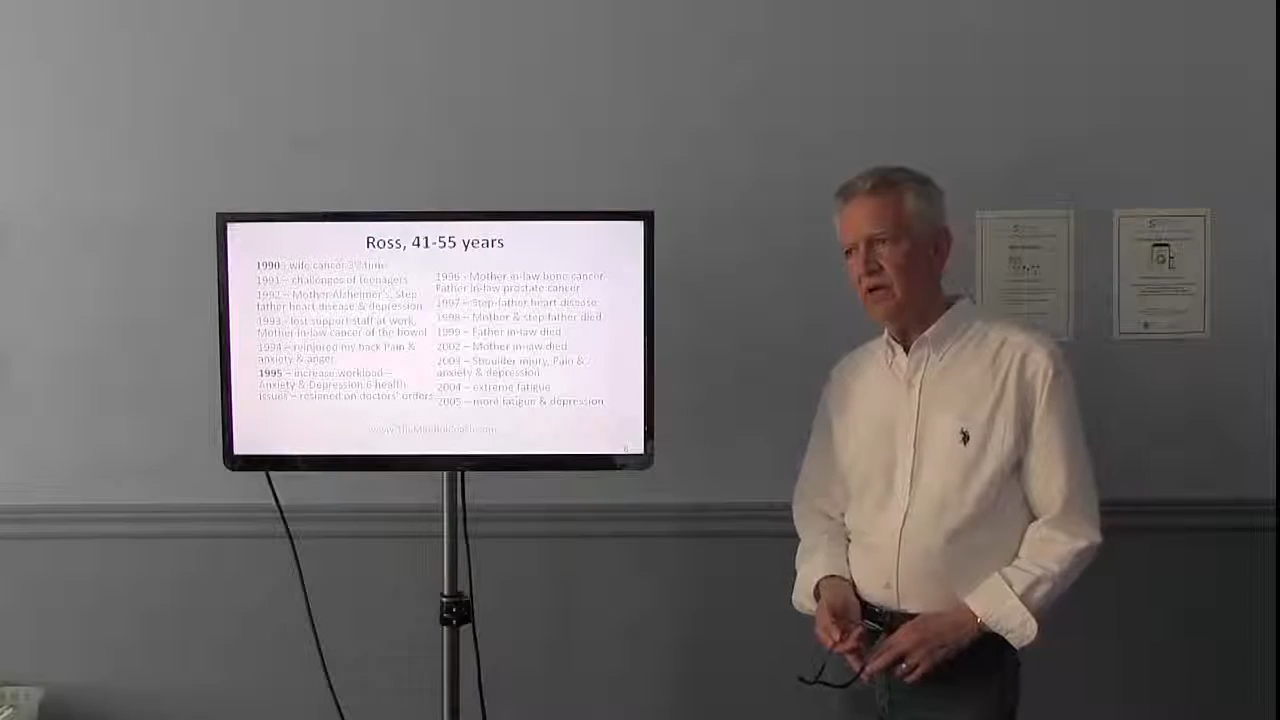 Ross, 41-55 years
1990 - wife cancer 3rd time
1991 – challenges of teenagers
1992 – Mother Alzheimer's, Step
father heart disease & depression
1993 – lost support staff at work,
Mother-in-law cancer of the bowel
1994 – reinjured my back Pain &
anxiety & anger
1995 – increase workload –
Anxiety & Depression 6 health
issues – resigned on doctors' orders
1996 - Mother in-law bone cancer
Father in-law prostate cancer
1997 – Step-father heart disease
1998 – Mother & step father died
1999 – Father in-law died
2002 – Mother in-law died
2003 – Shoulder injury, Pain &
anxiety & depression
2004 – extreme fatigue
2005 – more fatigue & depression